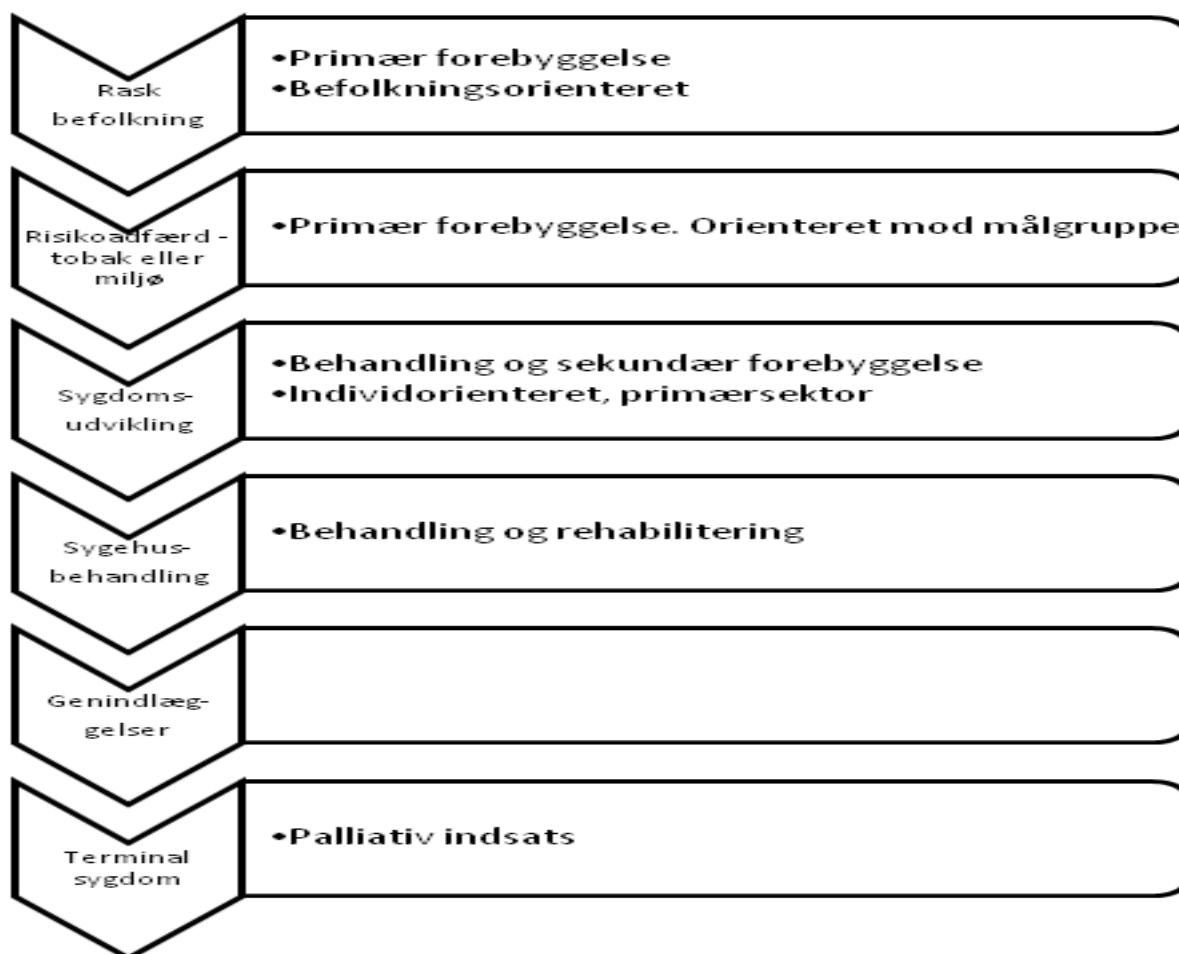 Rask
befolkning
•Primær forebyggelse
•Befolkningsorienteret
Risikoadfærd -
tobak eller
miljø
•Primær forebyggelse. Orienteret mod målgruppe
Sygdoms-
udvikling
•Behandling og sekundær forebyggelse
•Individorienteret, primærsektor
Sygehus-
behandling
•Behandling og rehabilitering
Genindlæg-
gelser
Terminal
sygdom
•Palliativ indsats